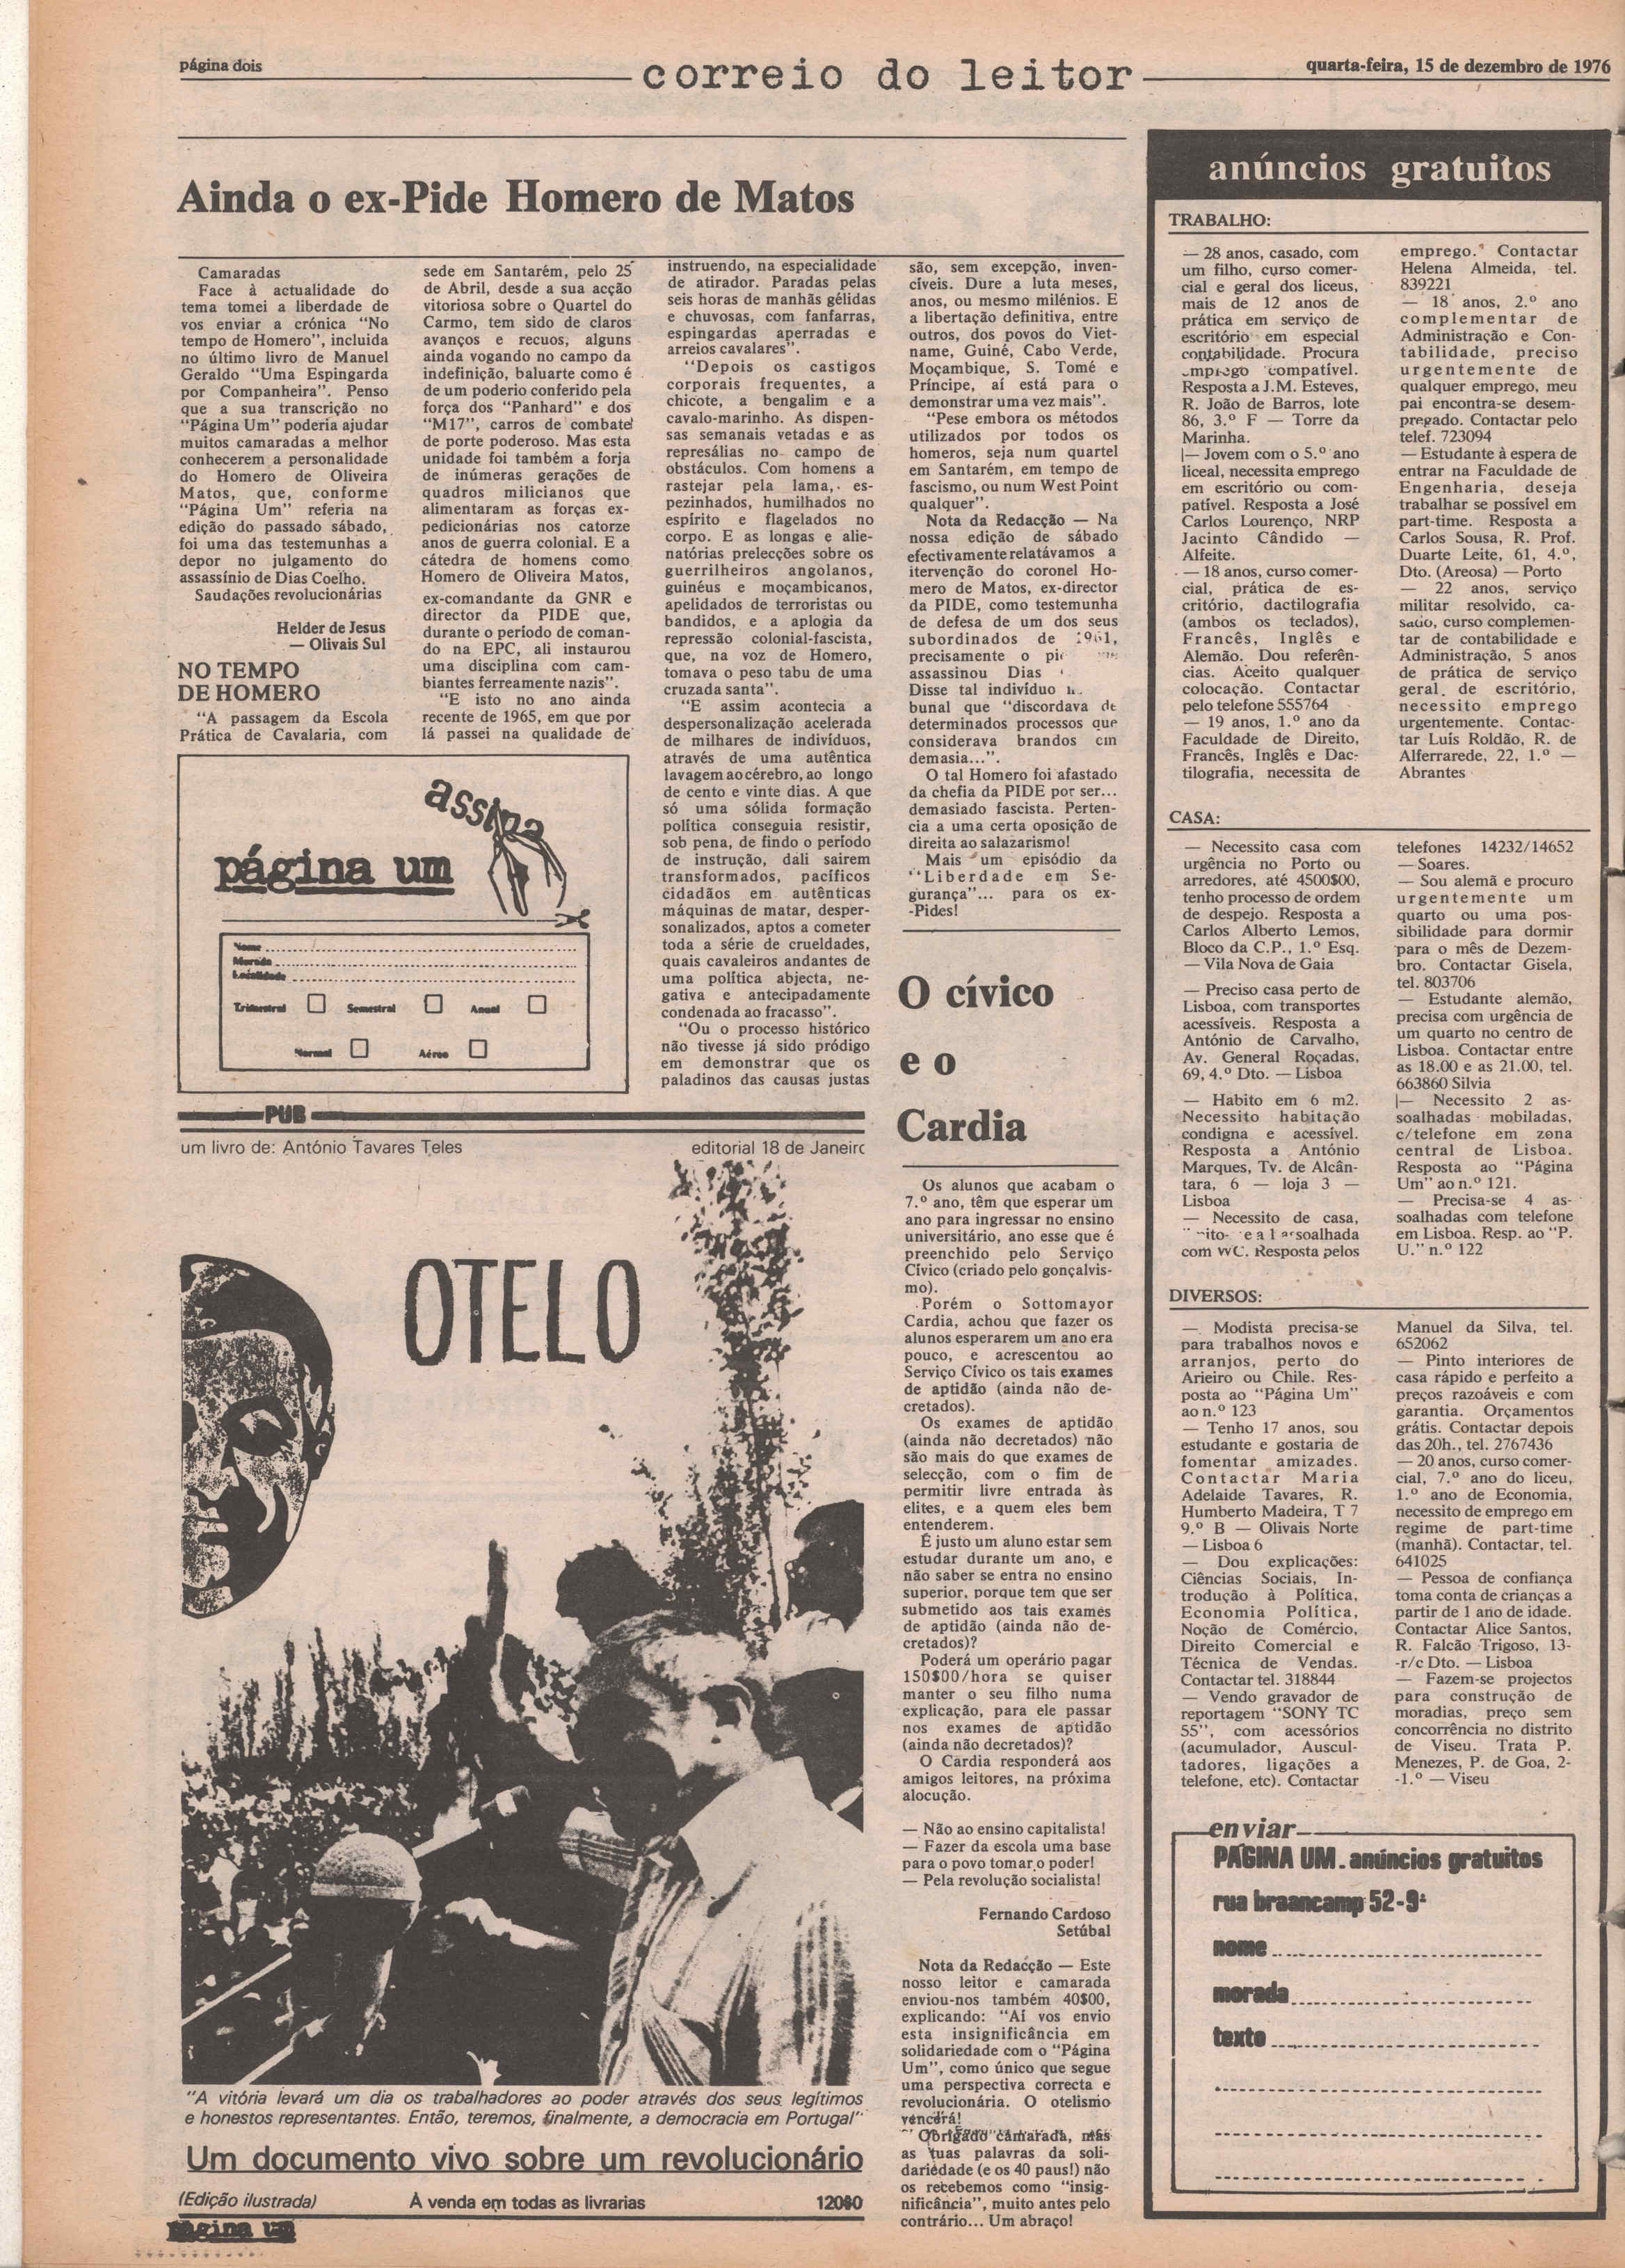 página dois
correio do leitor
quarta-feira, 15 de dezembro de 1976
Ainda o ex-Pide Homero de Matos
Camaradas
Face à actualidade do
tema tomei a liberdade de
vos enviar a crónica "No
tempo de Homero", incluida
no último livro de Manuel
Geraldo "Uma Espingarda
por Companheira". Penso
que a sua transcrição no
"Página Um" poderia ajudar
muitos camaradas a melhor
conhecerem a personalidade
do Homero de Oliveira
Matos, que, conforme
"Página Um" referia na
edição do passado sábado,
foi uma das testemunhas a
depor no julgamento do
assassínio de Dias Coelho.
Saudações revolucionárias
Helder de Jesus
— Olivais Sul
NO TEMPO
DE HOMERO
"A passagem da Escola
Prática de Cavalaria, com
sede em Santarém, pelo 25
de Abril, desde a sua acção
vitoriosa sobre o Quartel do
Carmo, tem sido de claros
avanços e recuos, alguns
ainda vogando no campo da
indefinição, baluarte como é
de um poderio conferido pela
força dos "Panhard" e dos
"M17", carros de combate
de porte poderoso. Mas esta
unidade foi também a forja
de inúmeras gerações de
quadros milicianos que
alimentaram as forças ex-
pedicionárias nos catorze
anos de guerra colonial. E a
cátedra de homens como
Homero de Oliveira Matos,
ex-comandante da GNR e
director da PIDE que,
durante o período de coman-
do na EPC, ali instaurou
uma disciplina com cam-
biantes ferreamente nazis".
"E isto no ano ainda
recente de 1965, em que por
lá passei na qualidade de
instruendo, na especialidade
de atirador. Paradas pelas
seis horas de manhãs gélidas
e chuvosas, com fanfarras,
espingardas aperradas e
arreios cavalares".
"Depois os castigos
corporais frequentes, a
chicote, a bengalim e a
cavalo-marinho. As dispen-
sas semanais vetadas e as
represálias no campo de
obstáculos. Com homens a
rastejar pela lama, es-
pezinhados, humilhados no
espírito e flagelados no
corpo. E as longas e alie-
natórias prelecções sobre os
guerrilheiros angolanos,
guinéus e moçambicanos,
apelidados de terroristas ou
bandidos, e a aplogia da
repressão colonial-fascista,
que, na voz de Homero,
tomava o peso tabu de uma
cruzada santa".
"E assim acontecia a
despersonalização acelerada
de milhares de indivíduos,
através de uma autêntica
lavagem ao cérebro, ao longo
de cento e vinte dias. A que
só uma sólida formação
política conseguia resistir,
sob pena, de findo o período
de instrução, dali sairem
transformados, pacíficos
cidadãos em autênticas
máquinas de matar, desper-
sonalizados, aptos a cometer
toda a série de crueldades,
quais cavaleiros andantes de
uma política abjecta, ne-
gativa e antecipadamente
condenada ao fracasso".
"Ou o processo histórico
não tivesse já sido pródigo
em demonstrar que os
paladinos das causas justas
são, sem excepção, inven-
cíveis. Dure a luta meses,
anos, ou mesmo milénios. E
a libertação definitiva, entre
outros, dos povos do Viet-
name, Guiné, Cabo Verde,
Moçambique, S. Tomé e
Príncipe, aí está para o
demonstrar uma vez mais".
"Pese embora os métodos
utilizados por todos os
homeros, seja num quartel
em Santarém, em tempo de
fascismo, ou num West Point
qualquer".
Nota da Redacção — Na
nossa edição de sábado
efectivamente relatávamos a
itervenção do coronel Ho-
mero de Matos, ex-director
da PIDE, como testemunha
de defesa de um dos seus
subordinados de 1961,
precisamente o
assassinou Dias
Disse tal indivíduo
bunal que "discordava de
determinados processos que
considerava brandos em
demasia...".
O tal Homero foi afastado
da chefia da PIDE por ser...
demasiado fascista. Perten-
cia a uma certa oposição de
direita ao salazarismo!
Mais um episódio da
"Liberdade em Se-
gurança"... para os ex-
-Pides!
assina
página um
Nome
Morada
Localidade
Trimestral Semestral Anual
Normal Aéreo
PUB
um livro de: António Tavares Teles
editorial 18 de Janeiro
OTELO
"A vitória levará um dia os trabalhadores ao poder através dos seus legítimos
e honestos representantes. Então, teremos, finalmente, a democracia em Portugal"
Um documento vivo sobre um revolucionário
(Edição ilustrada) À venda em todas as livrarias 120$0
página um
O cívico
e o
Cardia
Os alunos que acabam o
7.º ano, têm que esperar um
ano para ingressar no ensino
universitário, ano esse que é
preenchido pelo Serviço
Cívico (criado pelo gonçalvis-
mo).
Porém o Sottomayor
Cardia, achou que fazer os
alunos esperarem um ano era
pouco, e acrescentou ao
Serviço Cívico os tais exames
de aptidão (ainda não de-
cretados).
Os exames de aptidão
(ainda não decretados) não
são mais do que exames de
selecção, com o fim de
permitir livre entrada às
elites, e a quem eles bem
entenderem.
É justo um aluno estar sem
estudar durante um ano, e
não saber se entra no ensino
superior, porque tem que ser
submetido aos tais exames
de aptidão (ainda não de-
cretados)?
Poderá um operário pagar
150$00/hora se quiser
manter o seu filho numa
explicação, para ele passar
nos exames de aptidão
(ainda não decretados)?
O Cardia responderá aos
amigos leitores, na próxima
alocução.
— Não ao ensino capitalista!
— Fazer da escola uma base
para o povo tomar o poder!
— Pela revolução socialista!
Fernando Cardoso
Setúbal
Nota da Redacção — Este
nosso leitor e camarada
enviou-nos também 40$00,
explicando: "Aí vos envio
esta insignificância em
solidariedade com o "Página
Um", como único que segue
uma perspectiva correcta e
revolucionária. O otelismo
vencerá!
Obrigado camarada, mas
as tuas palavras da soli-
dariedade (e os 40 paus!) não
os recebemos como "insig-
nificância", muito antes pelo
contrário... Um abraço!
anúncios gratuitos
TRABALHO:
— 28 anos, casado, com
um filho, curso comer-
cial e geral dos liceus,
mais de 12 anos de
prática em serviço de
escritório em especial
contabilidade. Procura
emprego compatível.
Resposta a J.M. Esteves,
R. João de Barros, lote
86, 3.º F — Torre da
Marinha.
— Jovem com o 5.º ano
liceal, necessita emprego
em escritório ou com-
patível. Resposta a José
Carlos Lourenço, NRP
Jacinto Cândido —
Alfeite.
— 18 anos, curso comer-
cial, prática de es-
critório, dactilografia
(ambos os teclados),
Francês, Inglês e
Alemão. Dou referên-
cias. Aceito qualquer
colocação. Contactar
pelo telefone 555764
— 19 anos, 1.º ano da
Faculdade de Direito,
Francês, Inglês e Dac-
tilografia, necessita de
emprego. Contactar
Helena Almeida, tel.
839221
— 18 anos, 2.º ano
complementar de
Administração e Con-
tabilidade, preciso
urgentemente de
qualquer emprego, meu
pai encontra-se desem-
pregado. Contactar pelo
telef. 723094
— Estudante à espera de
entrar na Faculdade de
Engenharia, deseja
trabalhar se possível em
part-time. Resposta a
Carlos Sousa, R. Prof.
Duarte Leite, 61, 4.º,
Dto. (Areosa) — Porto
— 22 anos, serviço
militar resolvido, ca-
sado, curso complemen-
tar de contabilidade e
Administração, 5 anos
de prática de serviço
geral de escritório,
necessito emprego
urgentemente. Contac-
tar Luís Roldão, R. de
Alferrarede, 22, 1.º —
Abrantes
CASA:
— Necessito casa com
urgência no Porto ou
arredores, até 4500$00,
tenho processo de ordem
de despejo. Resposta a
Carlos Alberto Lemos,
Bloco da C.P., 1.º Esq.
— Vila Nova de Gaia
— Preciso casa perto de
Lisboa, com transportes
acessíveis. Resposta a
António de Carvalho,
Av. General Roçadas,
69, 4.º Dto. — Lisboa
— Habito em 6 m2.
Necessito habitação
condigna e acessível.
Resposta a António
Marques, Tv. de Alcân-
tara, 6 — loja 3 —
Lisboa
— Necessito de casa,
e a 1 assoalhada
com WC. Resposta pelos
telefones 14232/14652
— Soares.
— Sou alemã e procuro
urgentemente um
quarto ou uma pos-
sibilidade para dormir
para o mês de Dezem-
bro. Contactar Gisela,
tel. 803706
— Estudante alemão,
precisa com urgência de
um quarto no centro de
Lisboa. Contactar entre
as 18.00 e as 21.00, tel.
663860 Silvia
— Necessito 2 as-
soalhadas mobiladas,
c/telefone em zona
central de Lisboa.
Resposta ao "Página
Um" ao n.º 121.
— Precisa-se 4 as-
soalhadas com telefone
em Lisboa. Resp. ao "P.
U." n.º 122
DIVERSOS:
— Modista precisa-se
para trabalhos novos e
arranjos, perto do
Arieiro ou Chile. Res-
posta ao "Página Um"
ao n.º 123
— Tenho 17 anos, sou
estudante e gostaria de
fomentar amizades.
Contactar Maria
Adelaide Tavares, R.
Humberto Madeira, T 7
9.º B — Olivais Norte
— Lisboa 6
— Dou explicações:
Ciências Sociais, In-
trodução à Política,
Economia Política,
Noção de Comércio,
Direito Comercial e
Técnica de Vendas.
Contactar tel. 318844
— Vendo gravador de
reportagem "SONY TC
55", com acessórios
(acumulador, Auscul-
tadores, ligações a
telefone, etc). Contactar
Manuel da Silva, tel.
652062
— Pinto interiores de
casa rápido e perfeito a
preços razoáveis e com
garantia. Orçamentos
grátis. Contactar depois
das 20h., tel. 2767436
— 20 anos, curso comer-
cial, 7.º ano do liceu,
1.º ano de Economia,
necessito de emprego em
regime de part-time
(manhã). Contactar, tel.
641025
— Pessoa de confiança
toma conta de crianças a
partir de 1 ano de idade.
Contactar Alice Santos,
R. Falcão Trigoso, 13-
-r/c Dto. — Lisboa
— Fazem-se projectos
para construção de
moradias, preço sem
concorrência no distrito
de Viseu. Trata P.
Menezes, P. de Goa, 2-
-1.º — Viseu
enviar
PÁGINA UM. anúncios gratuitos
rua braancamp 52-9º
nome
morada
texto